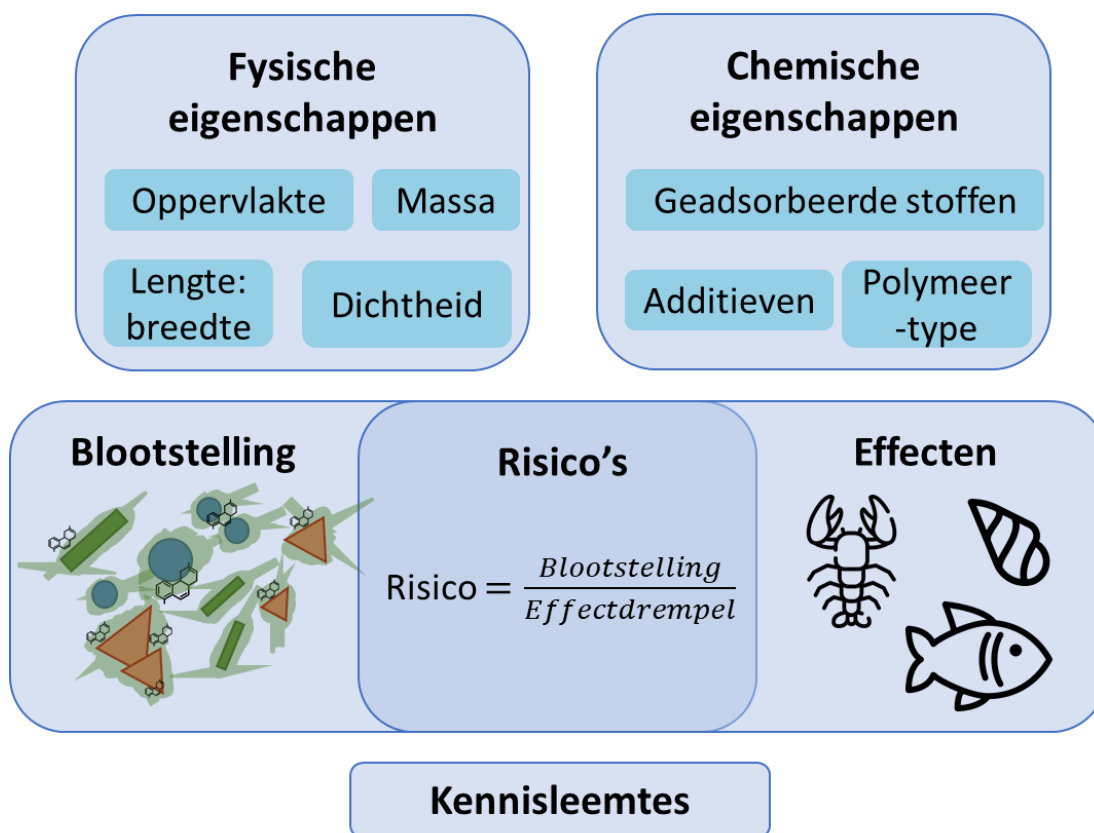 Fysische
eigenschappen
Oppervlakte
Massa
Lengte:
breedte
Dichtheid
Chemische
eigenschappen
Geadsorbeerde stoffen
Additieven
Polymeer
-type
Blootstelling
Risico's
Risico = Blootstelling
Effectdrempel
Effecten
Kennisleemtes